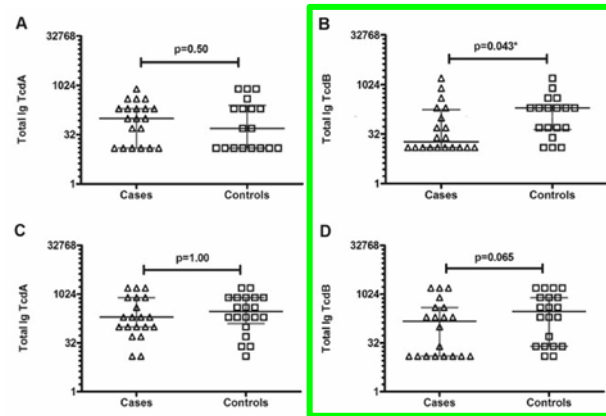 A
B
p=0.50
p=0.043*
32768
1024
32
1
Total Ig TcdA
Cases
Controls
32768
1024
32
1
Total Ig TcdB
Cases
Controls
C
D
p=1.00
p=0.065
32768
1024
32
1
Total Ig TcdA
Cases
Controls
32768
1024
32
1
Total Ig TcdB
Cases
Controls